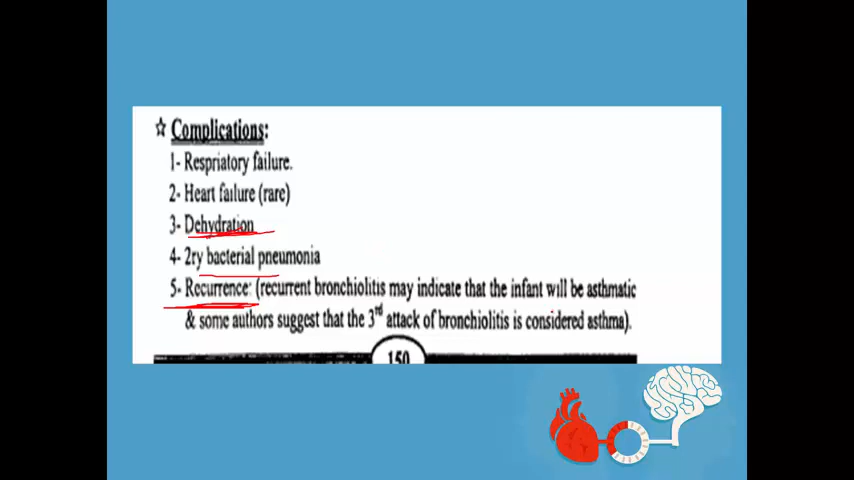 ☆ Complications:
1- Respriatory failure.
2- Heart failure (rare)
3- Dehydration
4- 2ry bacterial pneumonia
5- Recurrence: (recurrent bronchiolitis may indicate that the infant will be asthmatic
& some authors suggest that the 3rd attack of bronchiolitis is considered asthma).
150